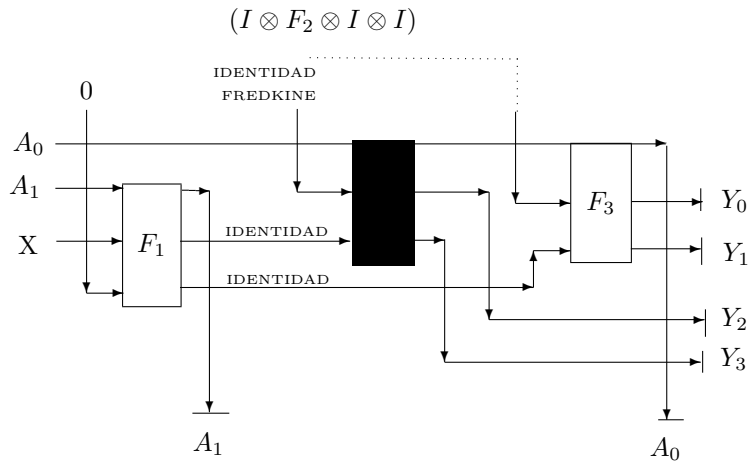 (I ⊗ F₂ ⊗ I ⊗ I)
IDENTIDAD
FREDKINE
0
A₀
A₁
X
F₁
IDENTIDAD
IDENTIDAD
F₃
Y₀
Y₁
Y₂
Y₃
A₁
A₀